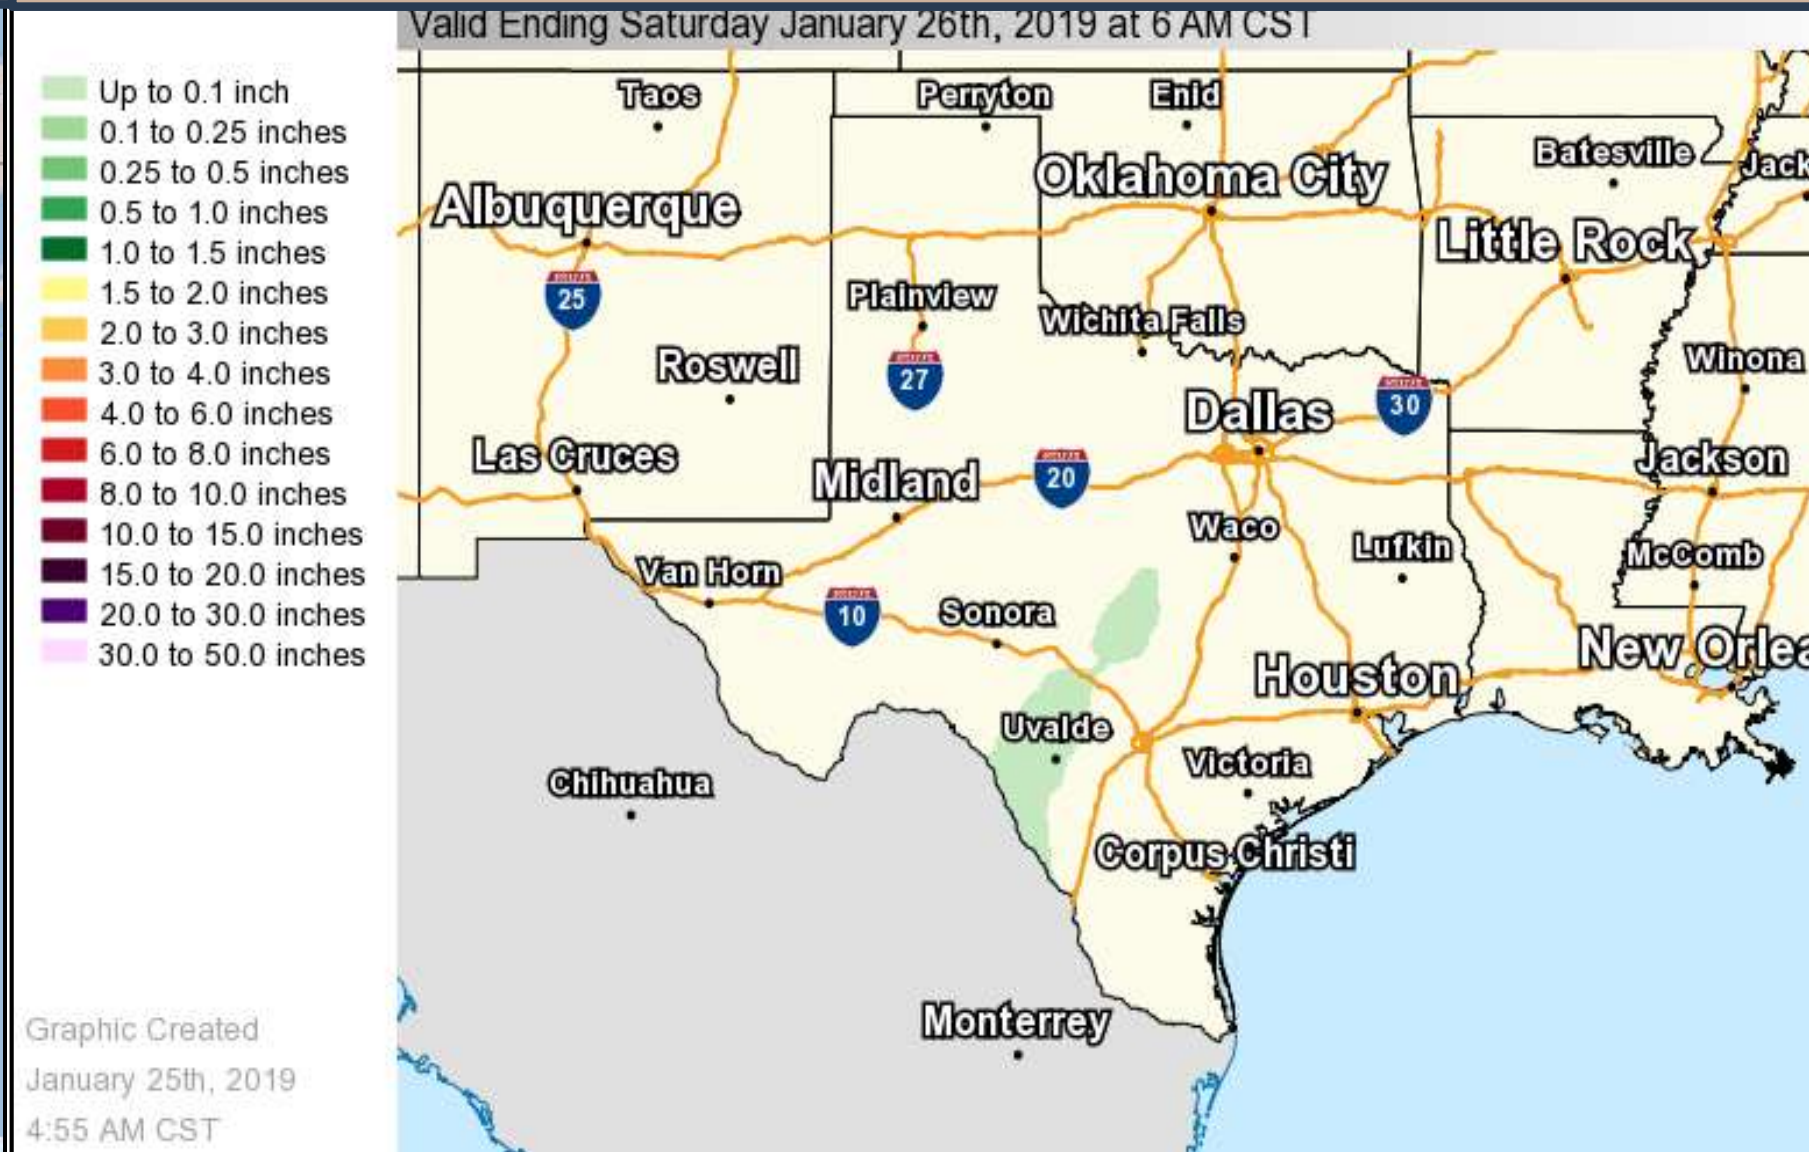 Valid Ending Saturday January 26th, 2019 at 6 AM CST
Up to 0.1 inch
0.1 to 0.25 inches
0.25 to 0.5 inches
0.5 to 1.0 inches
1.0 to 1.5 inches
1.5 to 2.0 inches
2.0 to 3.0 inches
3.0 to 4.0 inches
4.0 to 6.0 inches
6.0 to 8.0 inches
8.0 to 10.0 inches
10.0 to 15.0 inches
15.0 to 20.0 inches
20.0 to 30.0 inches
30.0 to 50.0 inches
Graphic Created
January 25th, 2019
4:55 AM CST
Taos
Perryton
Enid
Batesville
Jack
Oklahoma City
Albuquerque
Little Rock
25
Plainview
Wichita Falls
Roswell
27
Winona
30
Dallas
Las Cruces
Midland
20
Jackson
Waco
Lufkin
McComb
Van Horn
10
Sonora
New Orlea
Houston
Uvalde
Victoria
Chihuahua
Corpus Christi
Monterrey